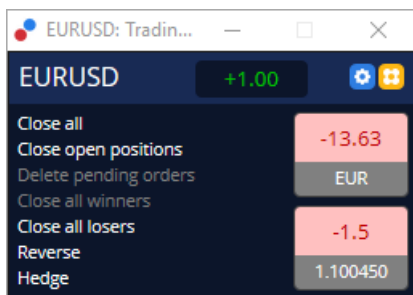 EURUSD: Tradin...
EURUSD +1.00
Close all
Close open positions
Delete pending orders
Close all winners
Close all losers
Reverse
Hedge
-13.63
EUR
-1.5
1.100450